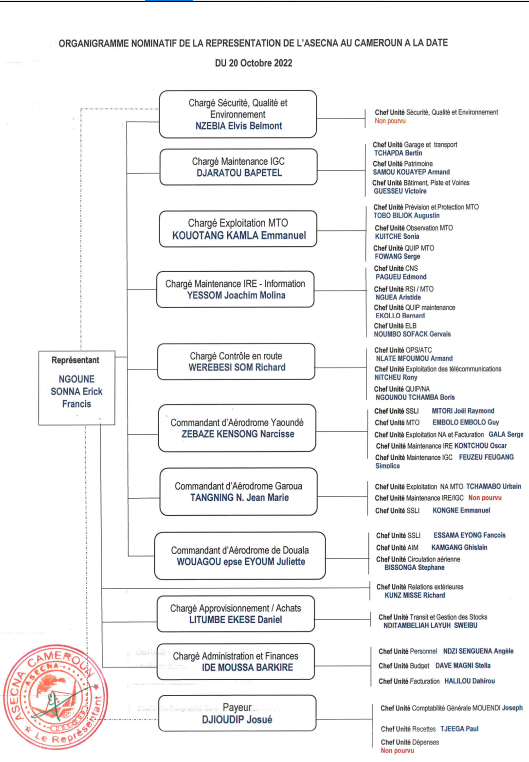 ORGANIGRAMME NOMINATIF DE LA REPRESENTATION DE L'ASECNA AU CAMEROUN A LA DATE
DU 20 Octobre 2022
Représentant
NGOUNE
SONNA Erick
Francis
Chargé Sécurité, Qualité et
Environnement
NZEBIA Elvis Belmont
Chef Unité Sécurité, Qualité et Environnement
Non pourvu
Chargé Maintenance IGC
DJARATOU BAPETEL
Chef Unité Garage et transport
TCHAPDA Bertin
Chef Unité Patrimoine
SAMOU KOUAYEP Armand
Chef Unité Bâtiment, Piste et Voiries
GUESSEU Victoire
Chargé Exploitation MTO
KOUOTANG KAMLA Emmanuel
Chef Unité Prévision et Protection MTO
TOBO BILIOK Augustin
Chef Unité Observation MTO
KUITCHE Sonia
Chef Unité QUIP MTO
FOWANG Serge
Chargé Maintenance IRE - Information
YESSOM Joachim Molina
Chef Unité CNS
PAGUEU Edmond
Chef Unité RSI / MTO
NGUEA Aristide
Chef Unité QUIP maintenance
EKOLLO Bernard
Chef Unité ELB
NOUMBO SOFACK Gervais
Chargé Contrôle en route
WEREBESI SOM Richard
Chef Unité OPS/ATC
NLATE MFOUMOU Armand
Chef Unité Exploitation des télécommunications
NITCHEU Rony
Chef Unité QUIP/NA
NGOUNOU TCHAMBA Boris
Commandant d'Aérodrome Yaoundé
ZEBAZE KENSONG Narcisse
Chef Unité SSLI MITORI Joël Raymond
Chef Unité MTO EMBOLO EMBOLO Guy
Chef Unité Exploitation NA et Facturation GALA Serge
Chef Unité Maintenance IRE KONTCHOU Oscar
Chef Unité Maintenance IGC FEUZEU FEUGANG
Simolice
Commandant d'Aérodrome Garoua
TANGNING N. Jean Marie
Chef Unité Exploitation NA MTO TCHAMABO Urbain
Chef Unité Maintenance IRE/IGC Non pourvu
Chef Unité SSLI KONGNE Emmanuel
Commandant d'Aérodrome de Douala
WOUAGOU epse EYOUM Juliette
Chef Unité SSLI ESSAMA EYONG Fancois
Chef Unité AIM KAMGANG Ghislain
Chef Unité Circulation aérienne
BISSONGA Stephane
Chef Unité Relations extérieures
KUNZ MISSE Richard
Chargé Approvisionnement / Achats
LITUMBE EKESE Daniel
Chef Unité Transit et Gestion des Stocks
NDITAMBELIAH LAYUH SWEIBU
Chargé Administration et Finances
IDE MOUSSA BARKIRE
Chef Unité Personnel NDZI SENGUENA Angèle
Chef Unité Budget DAVE MAGNI Stella
Chef Unité Facturation HALILOU Dahirou
Payeur
DJIOUDIP Josué
Chef Unité Comptabilité Générale MOUENDI Joseph
Chef Unité Recettes TJEEGA Paul
Chef Unité Dépenses
Non pourvu
ASECNA CAMEROUN
ASECNA
Le Représentant